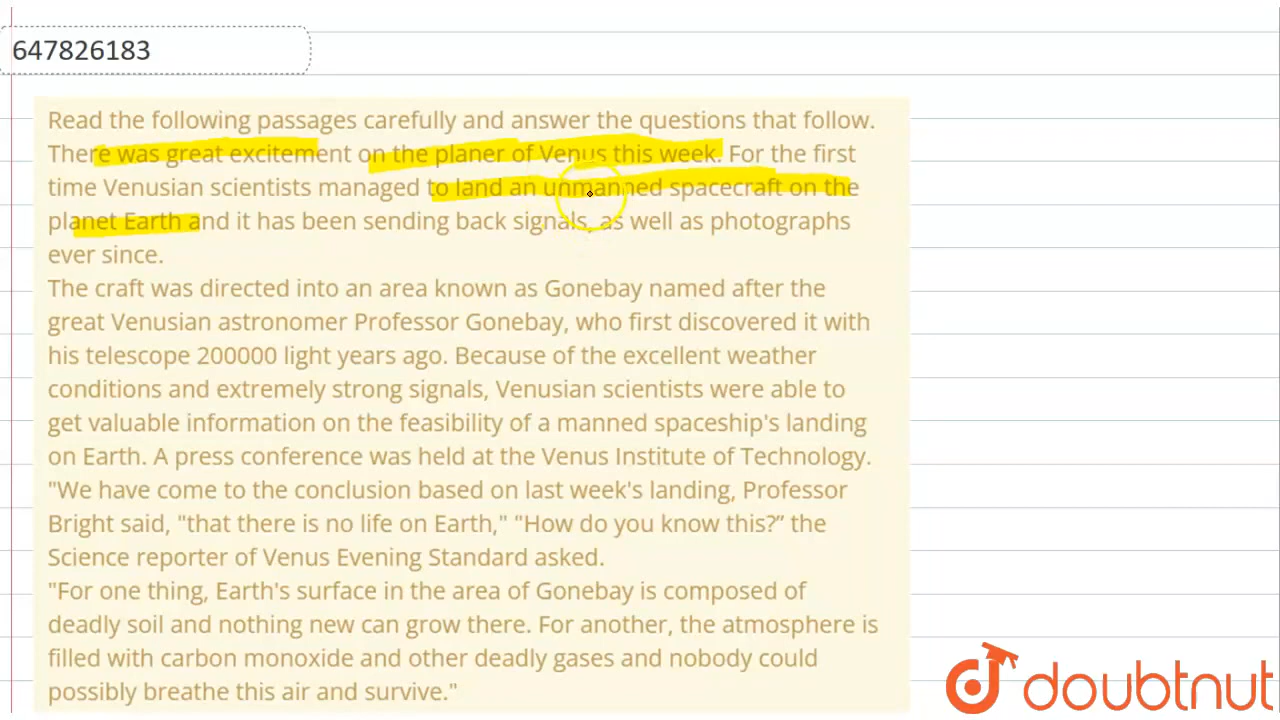 647826183
Read the following passages carefully and answer the questions that follow.
There was great excitement on the planer of Venus this week. For the first
time Venusian scientists managed to land an unmanned spacecraft on the
planet Earth and it has been sending back signals, as well as photographs
ever since.
The craft was directed into an area known as Gonebay named after the
great Venusian astronomer Professor Gonebay, who first discovered it with
his telescope 200000 light years ago. Because of the excellent weather
conditions and extremely strong signals, Venusian scientists were able to
get valuable information on the feasibility of a manned spaceship's landing
on Earth. A press conference was held at the Venus Institute of Technology.
"We have come to the conclusion based on last week's landing, Professor
Bright said, "that there is no life on Earth," "How do you know this?” the
Science reporter of Venus Evening Standard asked.
"For one thing, Earth's surface in the area of Gonebay is composed of
deadly soil and nothing new can grow there. For another, the atmosphere is
filled with carbon monoxide and other deadly gases and nobody could
possibly breathe this air and survive."
doubtnut